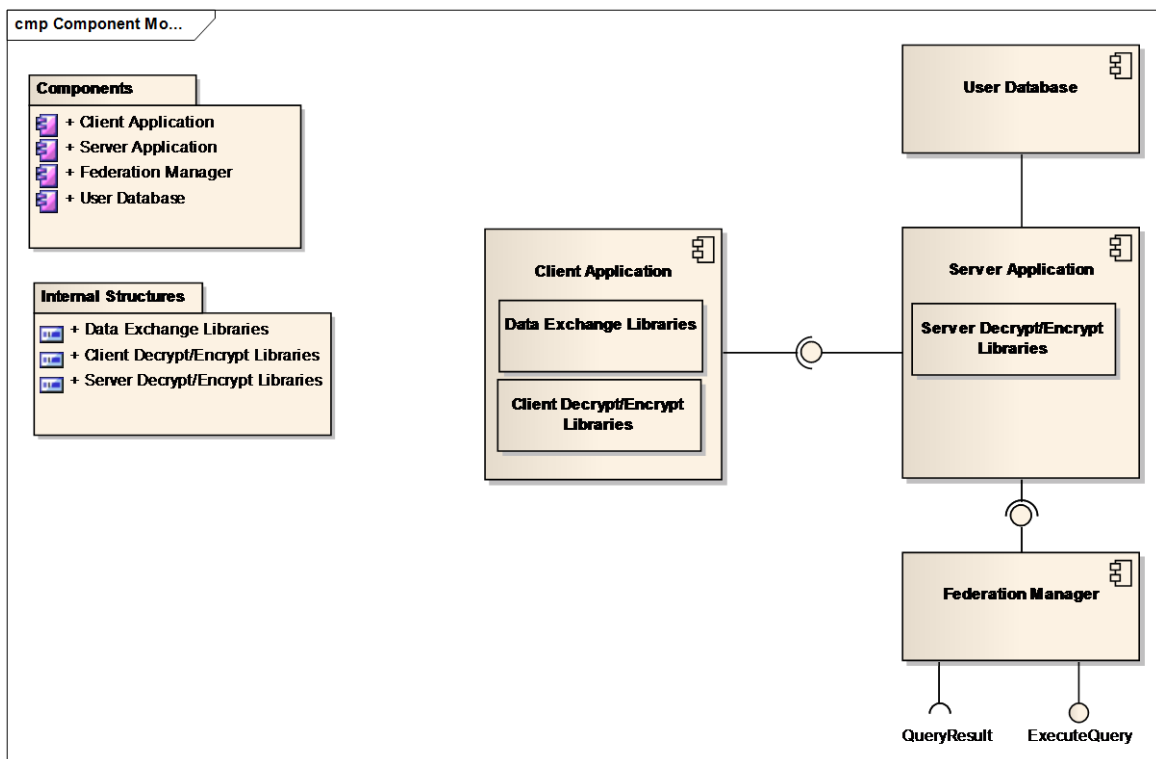 cmp Component Mo...
Components
+ Client Application
+ Server Application
+ Federation Manager
+ User Database
Internal Structures
+ Data Exchange Libraries
+ Client Decrypt/Encrypt Libraries
+ Server Decrypt/Encrypt Libraries
User Database
Client Application
Data Exchange Libraries
Client Decrypt/Encrypt
Libraries
Server Application
Server Decrypt/Encrypt
Libraries
Federation Manager
QueryResult
ExecuteQuery